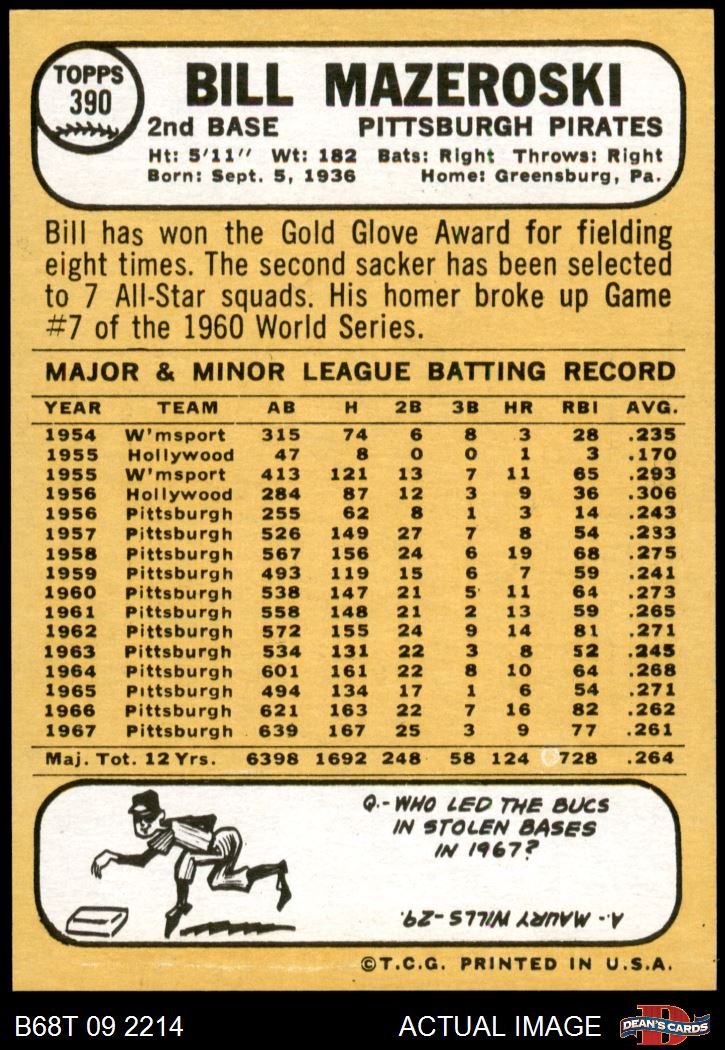 TOPPS
390
BILL MAZEROSKI
2nd BASE PITTSBURGH PIRATES
Ht: 5'11" Wt: 182 Bats: Right Throws: Right
Born: Sept. 5, 1936 Home: Greensburg, Pa.
Bill has won the Gold Glove Award for fielding
eight times. The second sacker has been selected
to 7 All-Star squads. His homer broke up Game
#7 of the 1960 World Series.
MAJOR & MINOR LEAGUE BATTING RECORD
YEAR TEAM AB H 2B 3B HR RBI AVG.
1954 W'msport 315 74 6 8 3 28 .235
1955 Hollywood 47 8 0 0 1 3 .170
1955 W'msport 413 121 13 7 11 65 .293
1956 Hollywood 284 87 12 3 9 36 .306
1956 Pittsburgh 255 62 8 1 3 14 .243
1957 Pittsburgh 526 149 27 7 8 54 .233
1958 Pittsburgh 567 156 24 6 19 68 .275
1959 Pittsburgh 493 119 15 6 7 59 .241
1960 Pittsburgh 538 147 21 5 11 64 .273
1961 Pittsburgh 558 148 21 2 13 59 .265
1962 Pittsburgh 572 155 24 9 14 81 .271
1963 Pittsburgh 534 131 22 3 8 52 .245
1964 Pittsburgh 601 161 22 8 10 64 .268
1965 Pittsburgh 494 134 17 1 6 54 .271
1966 Pittsburgh 621 163 22 7 16 82 .262
1967 Pittsburgh 639 167 25 3 9 77 .261
Maj. Tot. 12 Yrs. 6398 1692 248 58 124 728 .264
Q.-WHO LED THE BUCS
IN STOLEN BASES
IN 1967?
A.-MAURY WILLS-29.
©T.C.G. PRINTED IN U.S.A.
B68T 09 2214 ACTUAL IMAGE
D
DEAN'S CARDS